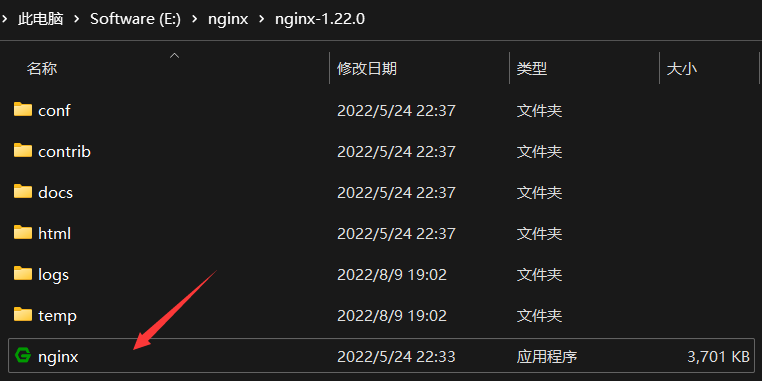 此电脑 > Software (E:) > nginx > nginx-1.22.0
名称 修改日期 类型 大小
conf 2022/5/24 22:37 文件夹
contrib 2022/5/24 22:37 文件夹
docs 2022/5/24 22:37 文件夹
html 2022/5/24 22:37 文件夹
logs 2022/8/9 19:02 文件夹
temp 2022/8/9 19:02 文件夹
nginx 2022/5/24 22:33 应用程序 3,701 KB